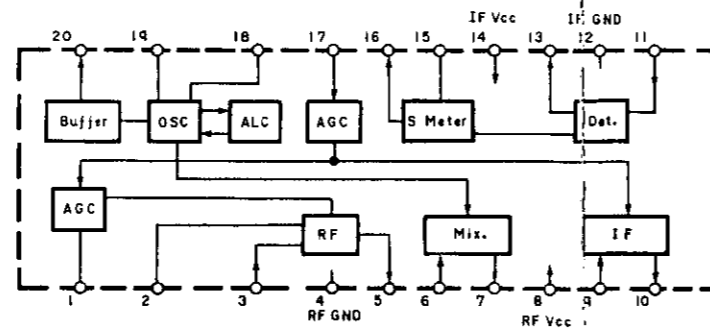 IF Vcc IF GND
20 19 18 17 16 15 14 13 12 11
Buffer OSC ALC AGC S Meter Det.
AGC RF Mix. IF
1 2 3 4 5 6 7 8 9 10
RF GND RF Vcc